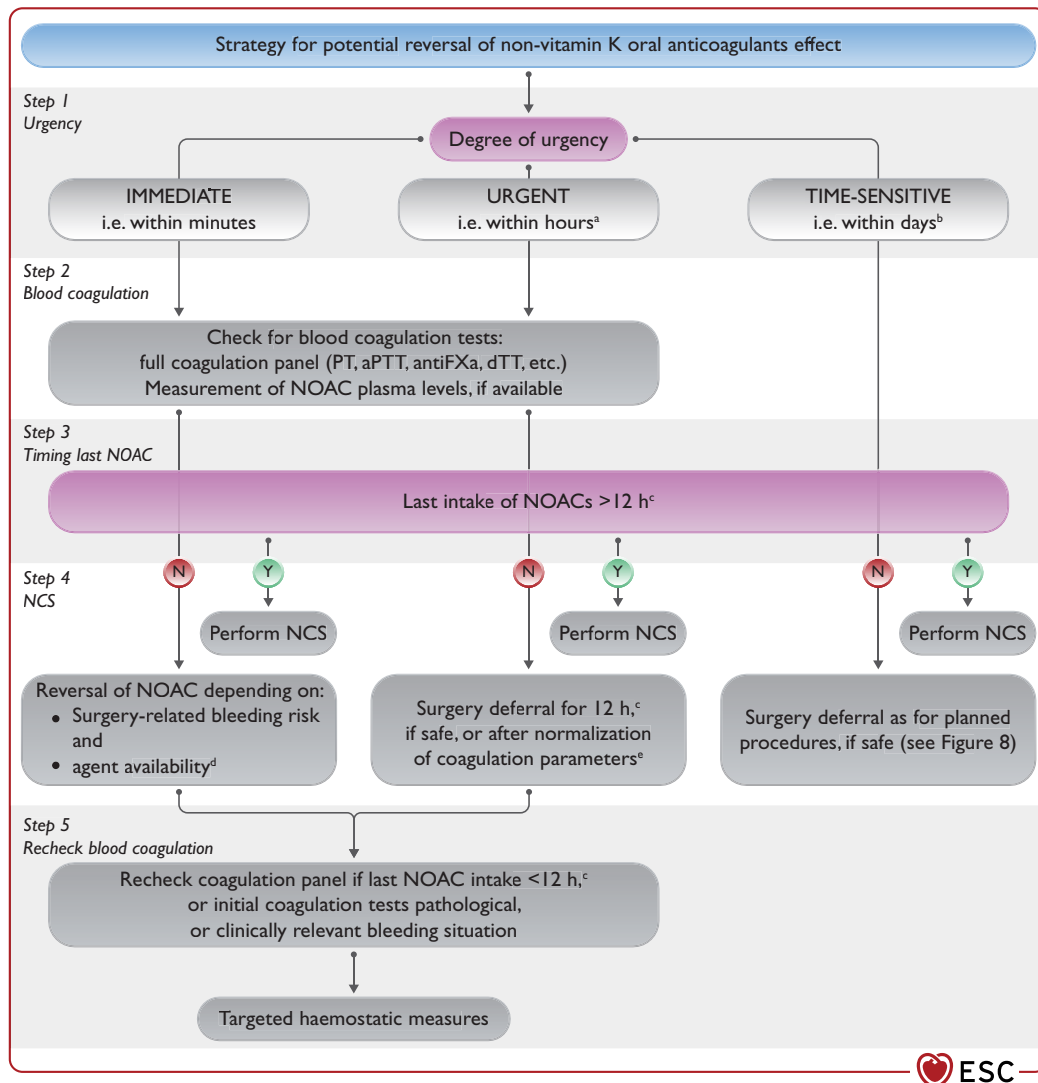 Strategy for potential reversal of non-vitamin K oral anticoagulants effect
Step 1
Urgency
Degree of urgency
IMMEDIATE
i.e. within minutes
URGENT
i.e. within hoursᵃ
TIME-SENSITIVE
i.e. within daysᵇ
Step 2
Blood coagulation
Check for blood coagulation tests:
full coagulation panel (PT, aPTT, antiFXa, dTT, etc.)
Measurement of NOAC plasma levels, if available
Step 3
Timing last NOAC
Last intake of NOACs >12 hᶜ
N
Y
N
Y
N
Y
Step 4
NCS
Perform NCS
Perform NCS
Perform NCS
Reversal of NOAC depending on:
• Surgery-related bleeding risk
and
• agent availabilityᵈ
Surgery deferral for 12 h,ᶜ
if safe, or after normalization
of coagulation parametersᵉ
Surgery deferral as for planned
procedures, if safe (see Figure 8)
Step 5
Recheck blood coagulation
Recheck coagulation panel if last NOAC intake <12 h,ᶜ
or initial coagulation tests pathological,
or clinically relevant bleeding situation
Targeted haemostatic measures
ESC